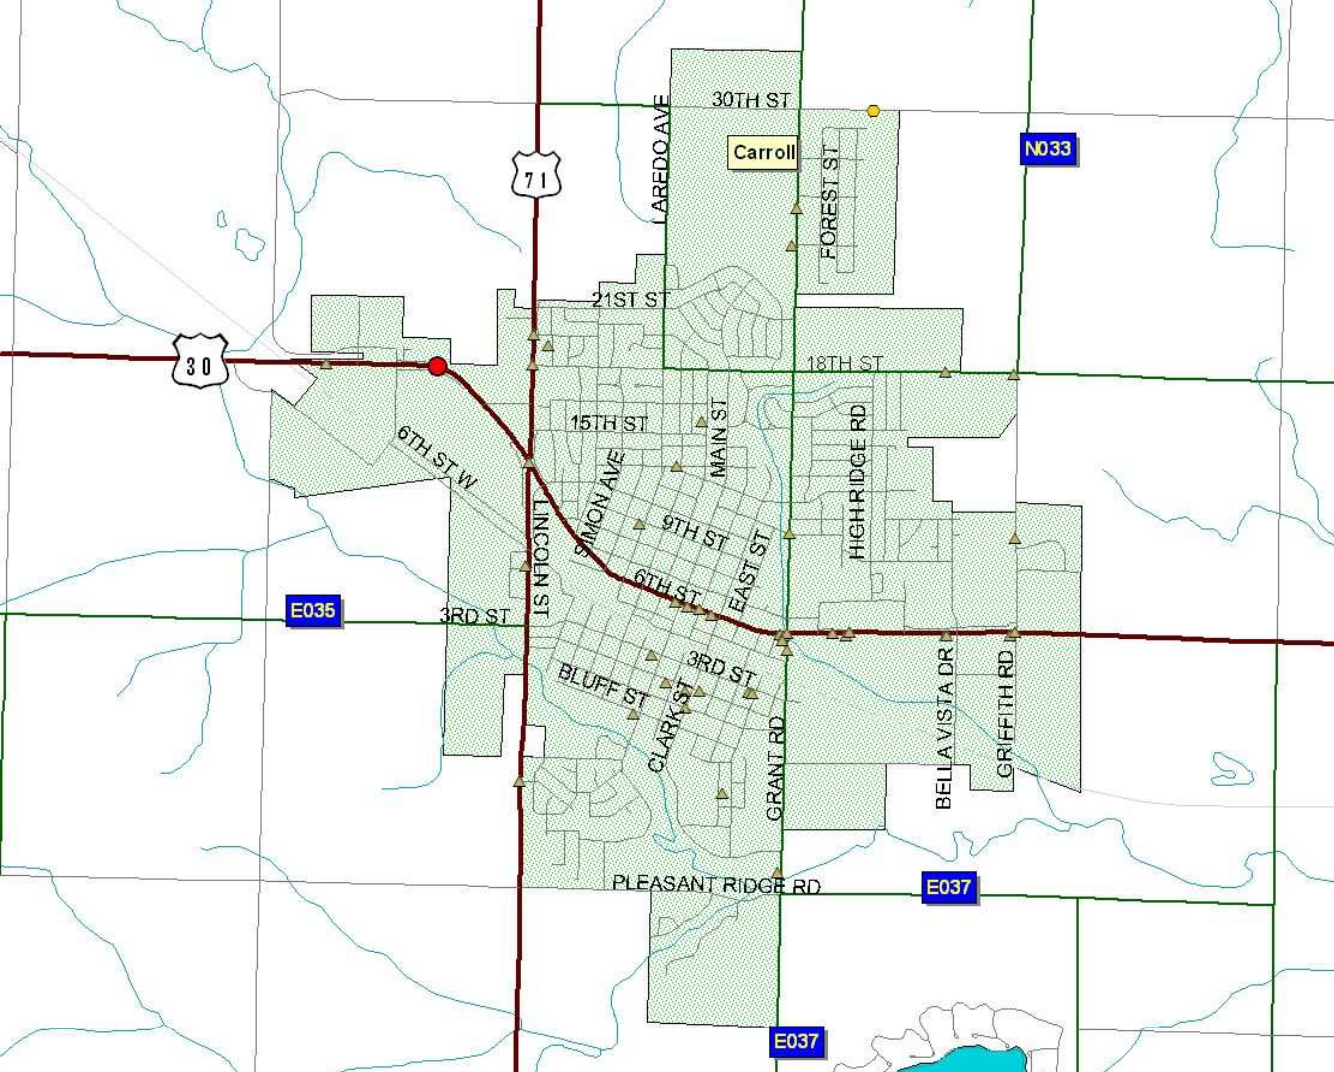 30TH ST
LAREDO AVE
Carroll
N033
71
FOREST ST
21ST ST
30
18TH ST
15TH ST
MAIN ST
HIGH RIDGE RD
6TH ST W
SIMON AVE
LINCOLN ST
9TH ST
EAST ST
6TH ST
E035
3RD ST
3RD ST
BLUFF ST
CLARK ST
GRANT RD
BELLA VISTA DR
GRIFFITH RD
PLEASANT RIDGE RD
E037
E037